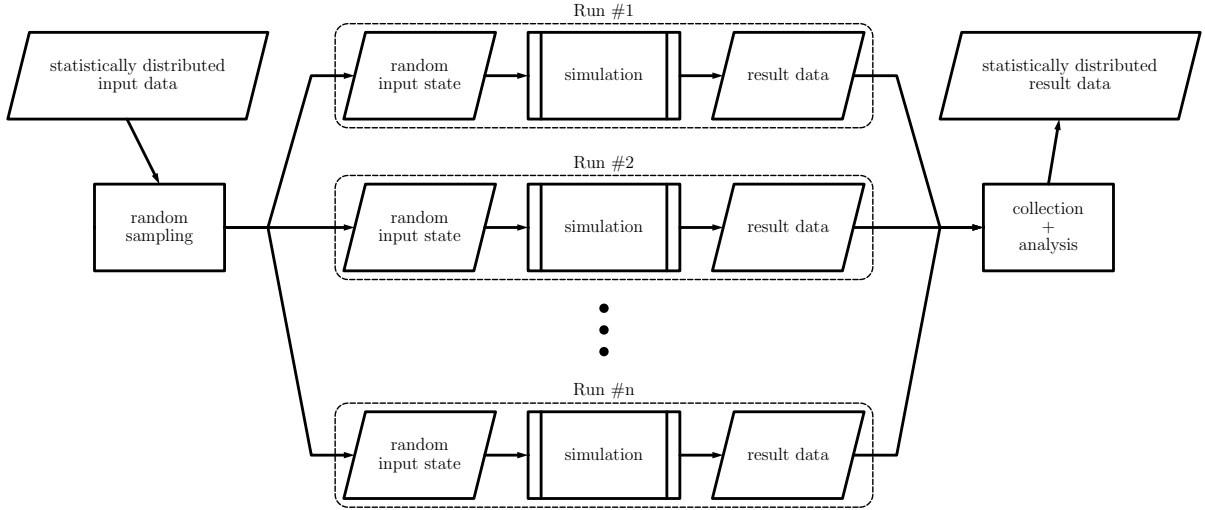 statistically distributed
input data
random
sampling
Run #1
random
input state
simulation
result data
Run #2
random
input state
simulation
result data
Run #n
random
input state
simulation
result data
statistically distributed
result data
collection
+
analysis